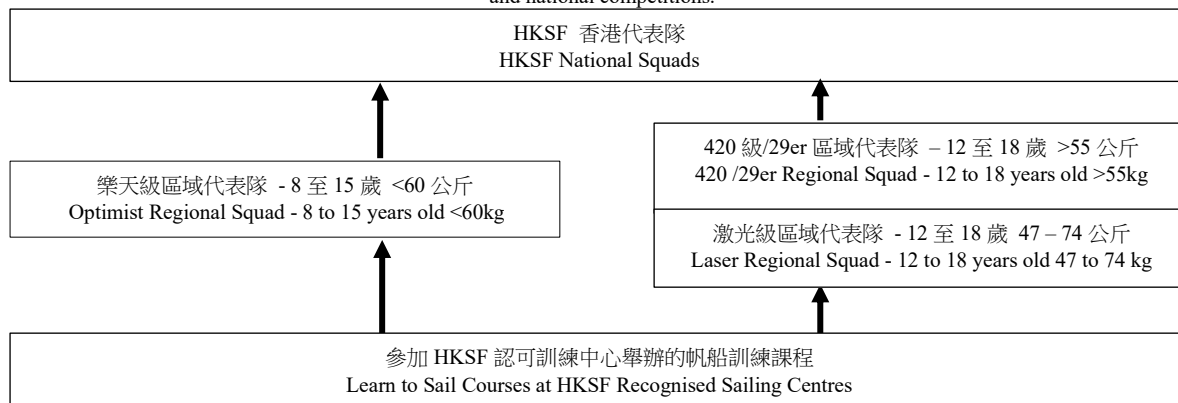 and national competitions.
HKSF 香港代表隊
HKSF National Squads
樂天級區域代表隊 - 8 至 15 歲 <60 公斤
Optimist Regional Squad - 8 to 15 years old <60kg
420 級/29er 區域代表隊 – 12 至 18 歲 >55 公斤
420 /29er Regional Squad - 12 to 18 years old >55kg
激光級區域代表隊 - 12 至 18 歲 47 – 74 公斤
Laser Regional Squad - 12 to 18 years old 47 to 74 kg
參加 HKSF 認可訓練中心舉辦的帆船訓練課程
Learn to Sail Courses at HKSF Recognised Sailing Centres